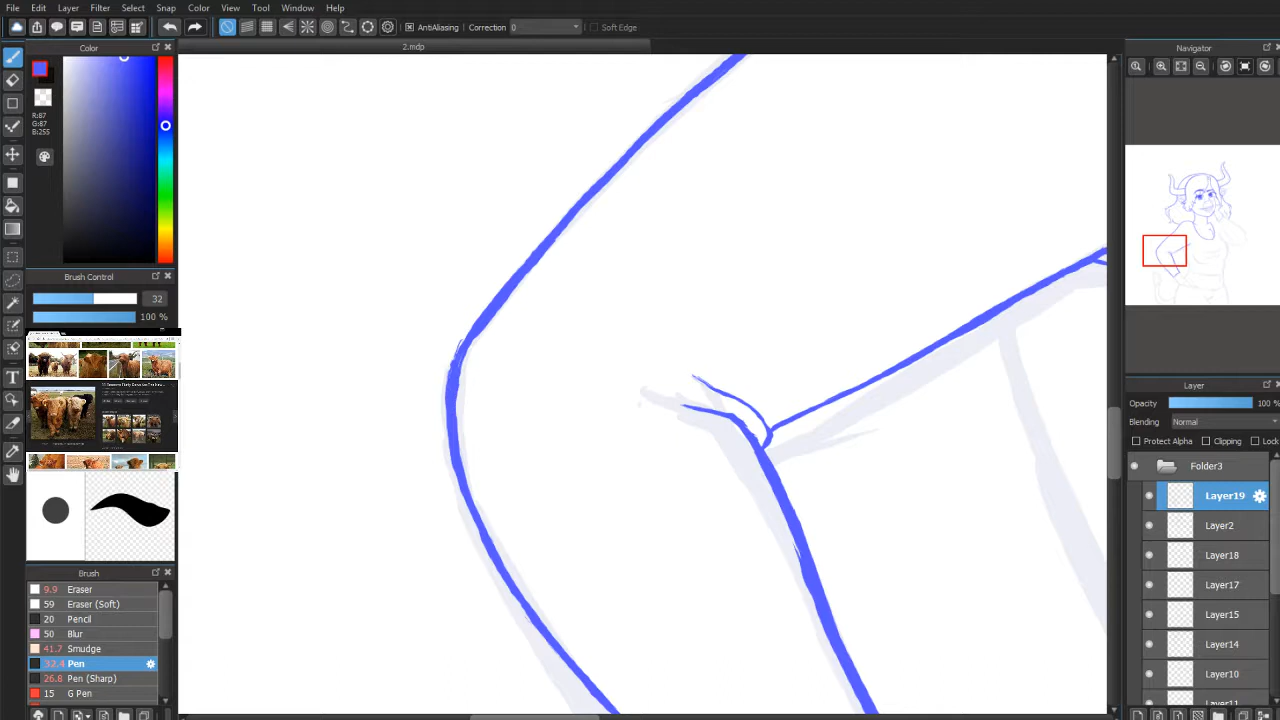 File Edit Layer Filter Select Snap Color View Tool Window Help
AntiAliasing Correction 0 Soft Edge
2.mdp
Color
R:87
G:87
B:255
Brush Control
32
100 %
Brush
9.9 Eraser
59 Eraser (Soft)
20 Pencil
50 Blur
41.7 Smudge
32.4 Pen
26.8 Pen (Sharp)
15 G Pen
Navigator
Layer
Opacity 100 %
Blending Normal
Protect Alpha Clipping Lock
Folder3
Layer19
Layer2
Layer18
Layer17
Layer15
Layer14
Layer10
Layer11